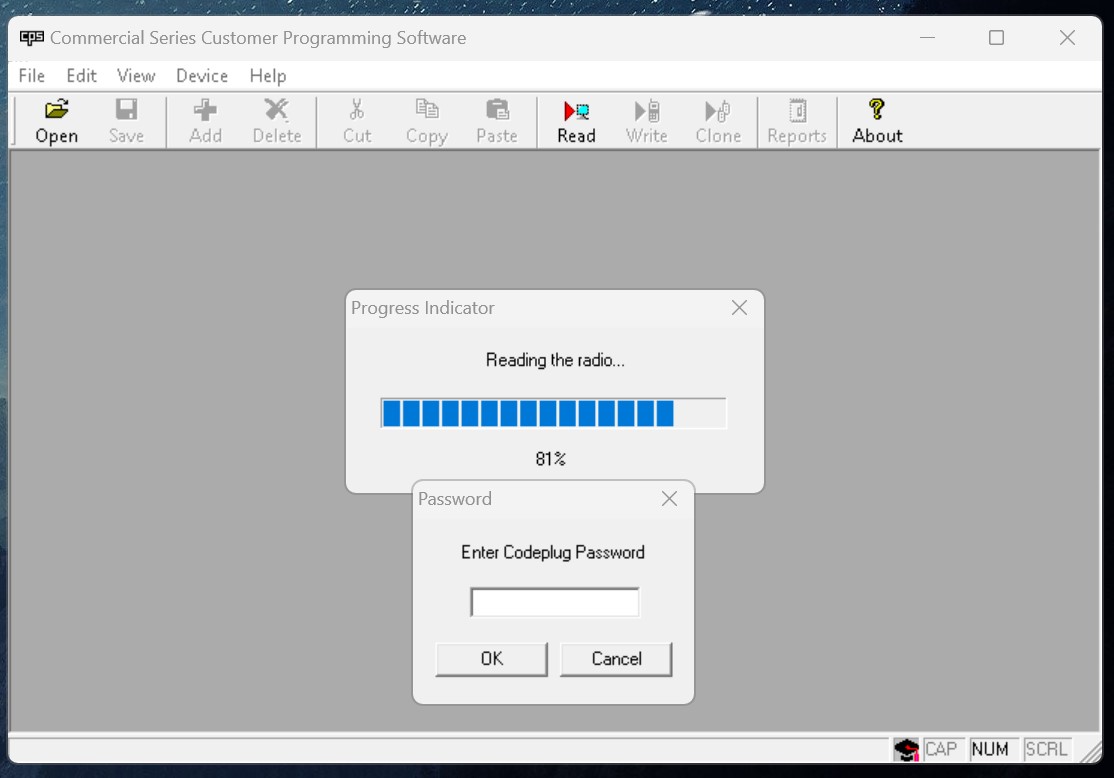 cps Commercial Series Customer Programming Software
File Edit View Device Help
Open Save Add Delete Cut Copy Paste Read Write Clone Reports About
Progress Indicator
Reading the radio...
81%
Password
Enter Codeplug Password
OK Cancel
CAP NUM SCRL